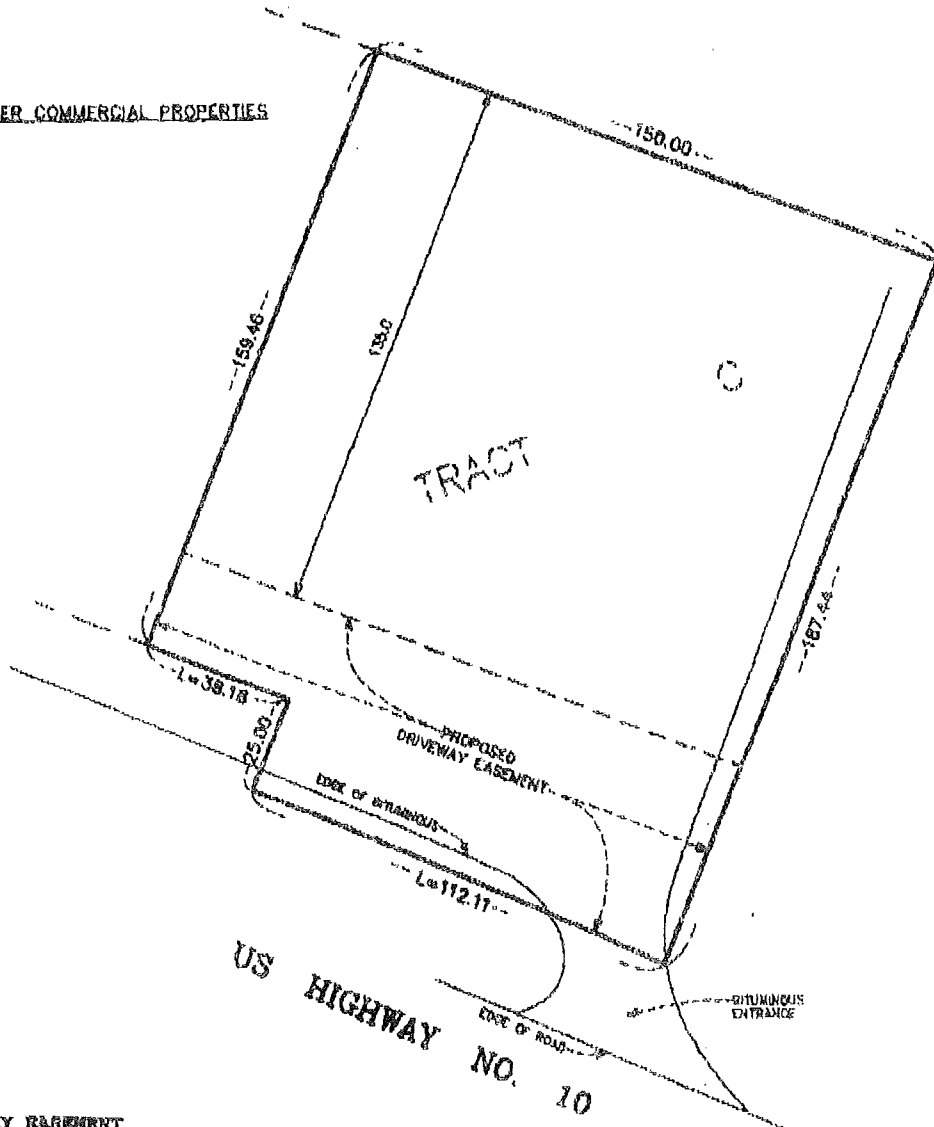 ER COMMERCIAL PROPERTIES
150.00
159.46
135.0
C
TRACT
187.44
L=38.18
25.00
PROPOSED
DRIVEWAY EASEMENT
EDGE OF BITUMINOUS
L=112.11
US HIGHWAY NO. 10
BITUMINOUS
ENTRANCE
EDGE OF ROAD
Y EASEMENT